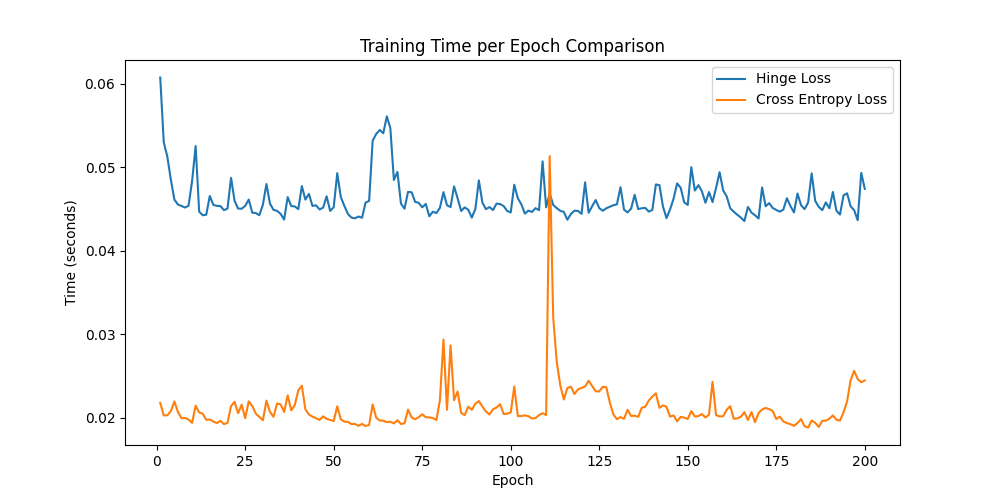 Training Time per Epoch Comparison
Hinge Loss
Cross Entropy Loss
Time (seconds)
0.06
0.05
0.04
0.03
0.02
0 25 50 75 100 125 150 175 200
Epoch